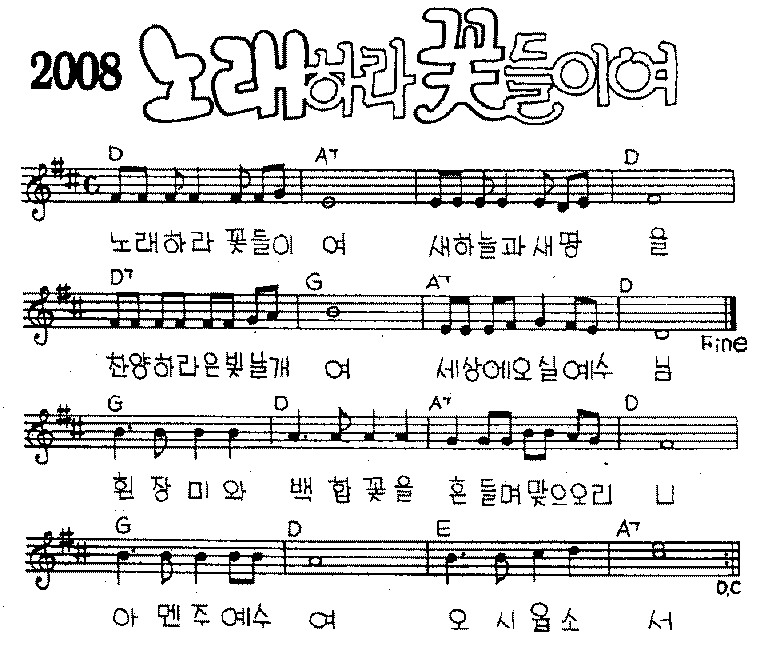 2008 노래하라 꽃들이여
D A7 D
노래하라 꽃들이 여 새하늘과 새 땅 을
D7 G A7 D
Fine
찬양하라은빛날개 여 세상에오실예수 님
G D A7 D
흰 장 미 와 백 합 꽃 을 흔 들며맞으오리 니
G D E A7
D.C
아 멘 주 예수 여 오 시 옵 소 서